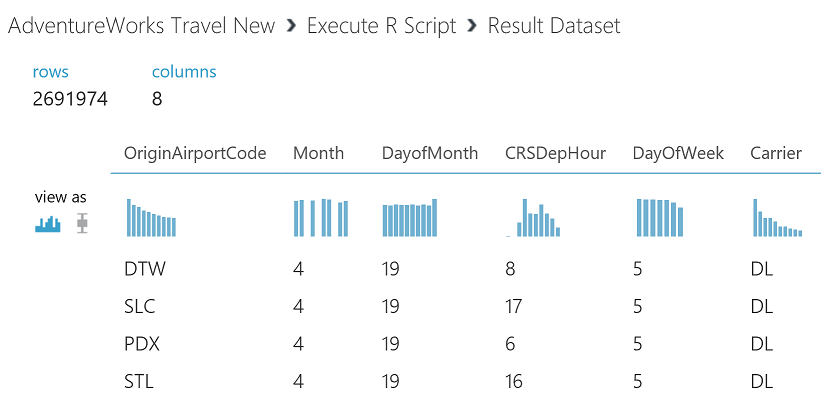 AdventureWorks Travel New > Execute R Script > Result Dataset
rows columns
2691974 8
OriginAirportCode Month DayofMonth CRSDepHour DayOfWeek Carrier
view as
DTW 4 19 8 5 DL
SLC 4 19 17 5 DL
PDX 4 19 6 5 DL
STL 4 19 16 5 DL